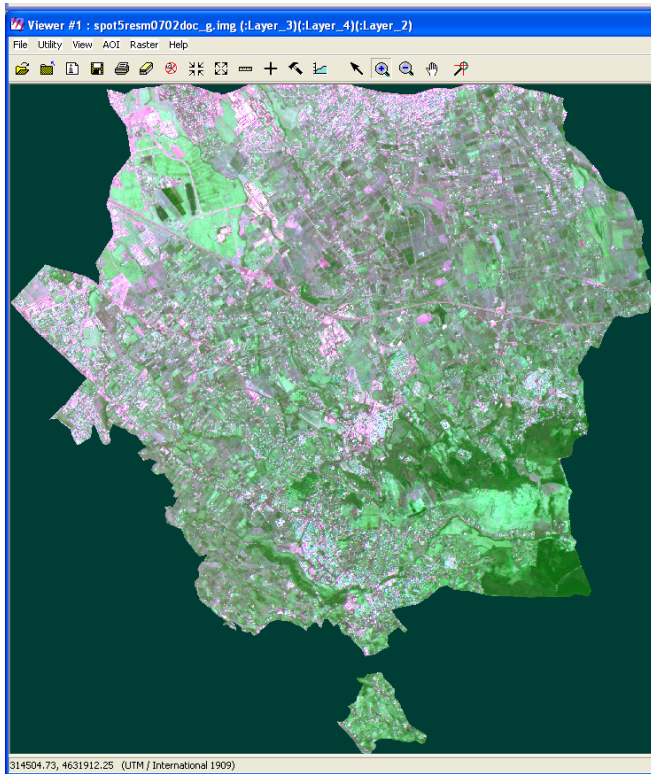 Viewer #1 : spot5resm0702doc_g.img (:Layer_3)(:Layer_4)(:Layer_2)
File Utility View AOI Raster Help
314504.73, 4631912.25 (UTM / International 1909)